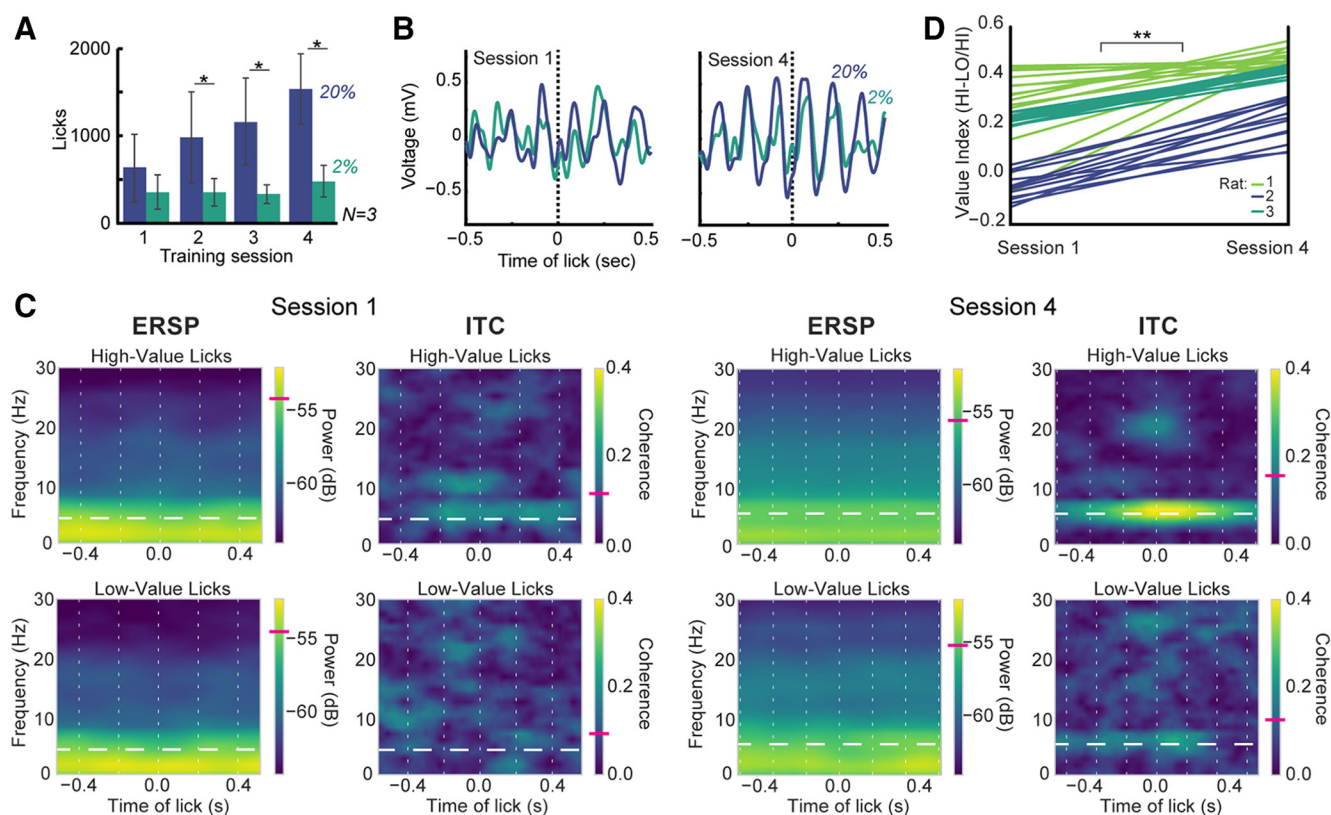 A
2000
1000
0
Licks
* * *
20%
2%
N=3
1 2 3 4
Training session
B
Session 1
0.5
0
−0.5
Voltage (mV)
−0.5 0 0.5
Time of lick (sec)
Session 4
20%
2%
−0.5 0 0.5
D
0.6
0.4
0.2
0.0
−0.2
Value Index (HI-LO/HI)
**
Rat: 1
2
3
Session 1 Session 4
C
Session 1
ERSP ITC
High-Value Licks
30
20
10
0
Frequency (Hz)
−0.4 0.0 0.4
−55
−60
Power (dB)
High-Value Licks
−0.4 0.0 0.4
0.4
0.2
0.0
Coherence
Low-Value Licks
30
20
10
0
Frequency (Hz)
−0.4 0.0 0.4
Time of lick (s)
−55
−60
Power (dB)
Low-Value Licks
−0.4 0.0 0.4
Time of lick (s)
0.4
0.2
0.0
Coherence
Session 4
ERSP ITC
High-Value Licks
30
20
10
0
Frequency (Hz)
−0.4 0.0 0.4
−55
−60
Power (dB)
High-Value Licks
30
20
10
0
−0.4 0.0 0.4
0.4
0.2
0.0
Coherence
Low-Value Licks
30
20
10
0
Frequency (Hz)
−0.4 0.0 0.4
Time of lick (s)
−55
−60
Power (dB)
Low-Value Licks
30
20
10
0
−0.4 0.0 0.4
Time of lick (s)
0.4
0.2
0.0
Coherence